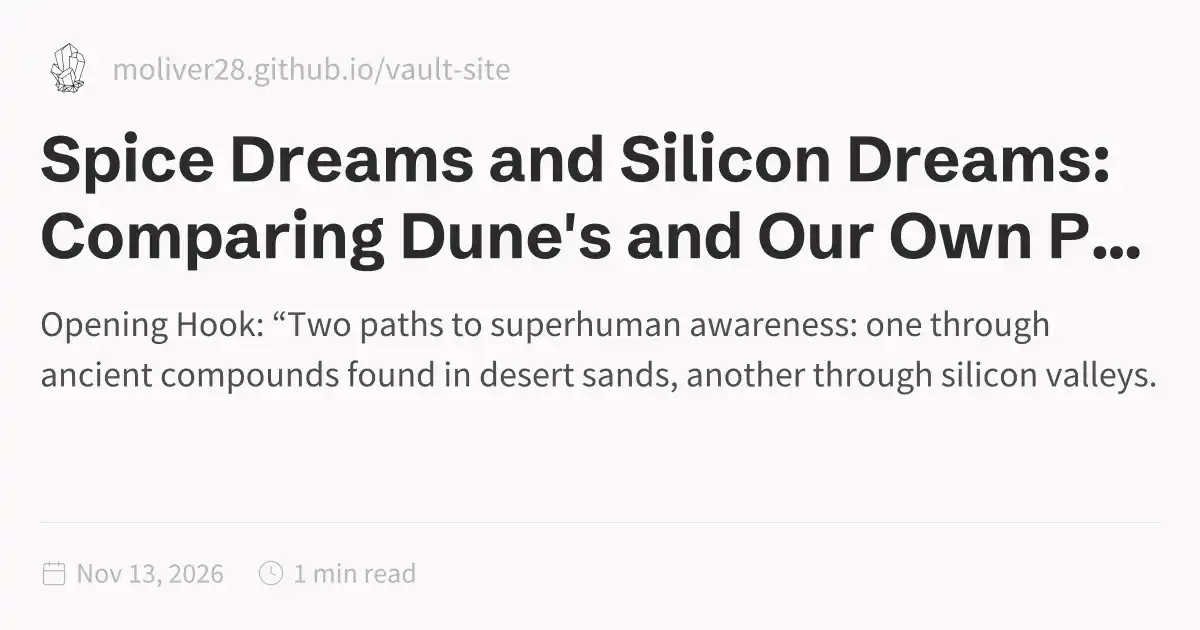 moliver28.github.io/vault-site
Spice Dreams and Silicon Dreams:
Comparing Dune's and Our Own P...
Opening Hook: “Two paths to superhuman awareness: one through
ancient compounds found in desert sands, another through silicon valleys.
Nov 13, 2026 1 min read